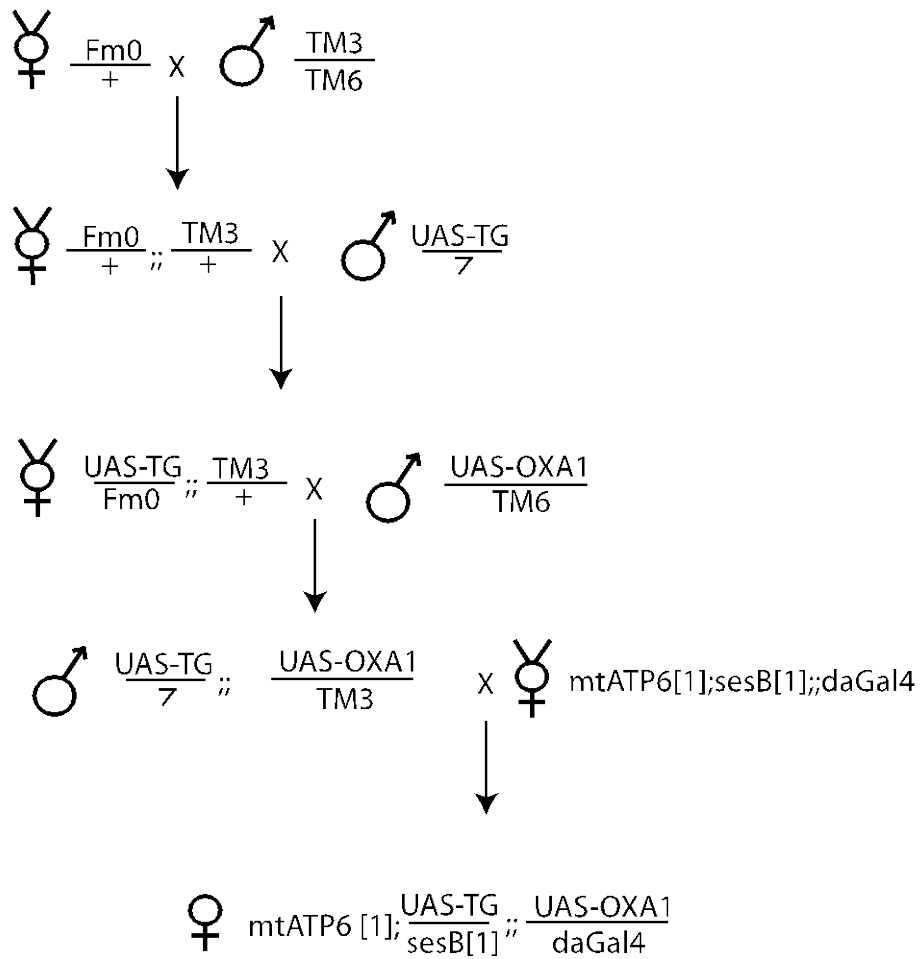 Fm0 X TM3
+ TM6
Fm0 ;; TM3 X UAS-TG
+ + 7
UAS-TG ;; TM3 X UAS-OXA1
Fm0 + TM6
UAS-TG ;; UAS-OXA1 X mtATP6[1];sesB[1];;daGal4
7 TM3
mtATP6 [1]; UAS-TG ;; UAS-OXA1
sesB[1] daGal4